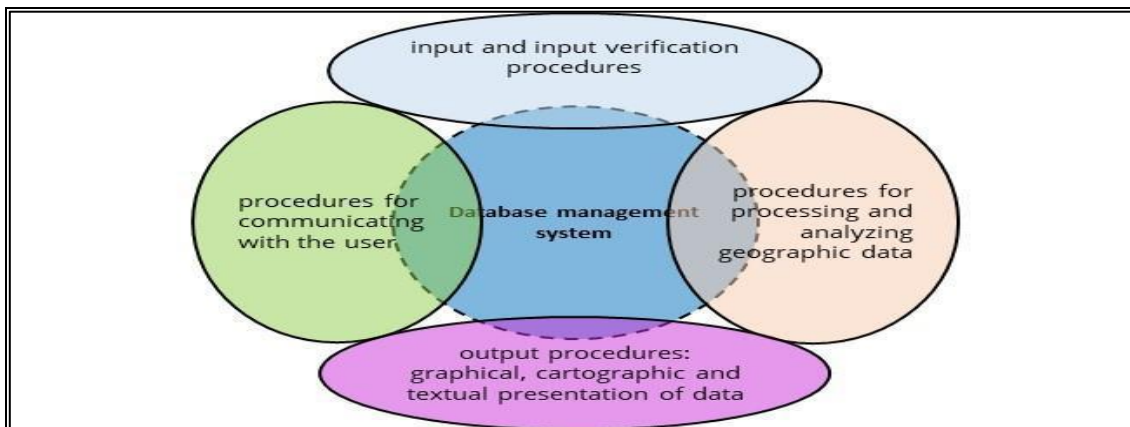 input and input verification
procedures
procedures for
communicating
with the user
Database management
system
procedures for
processing and
analyzing
geographic data
output procedures:
graphical, cartographic and
textual presentation of data